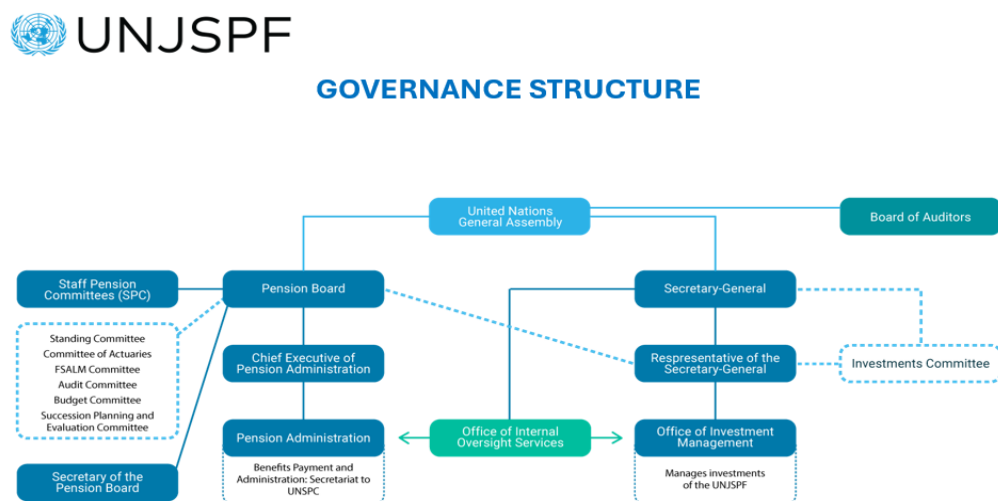 UNJSPF
GOVERNANCE STRUCTURE
United Nations
General Assembly
Board of Auditors
Staff Pension
Committees (SPC)
Pension Board
Secretary-General
Standing Committee
Committee of Actuaries
FSALM Committee
Audit Committee
Budget Committee
Succession Planning and
Evaluation Committee
Chief Executive of
Pension Administration
Respresentative of the
Secretary-General
Investments Committee
Pension Administration
Office of Internal
Oversight Services
Office of Investment
Management
Benefits Payment and
Administration: Secretariat to
UNSPC
Manages investments
of the UNJSPF
Secretary of the
Pension Board